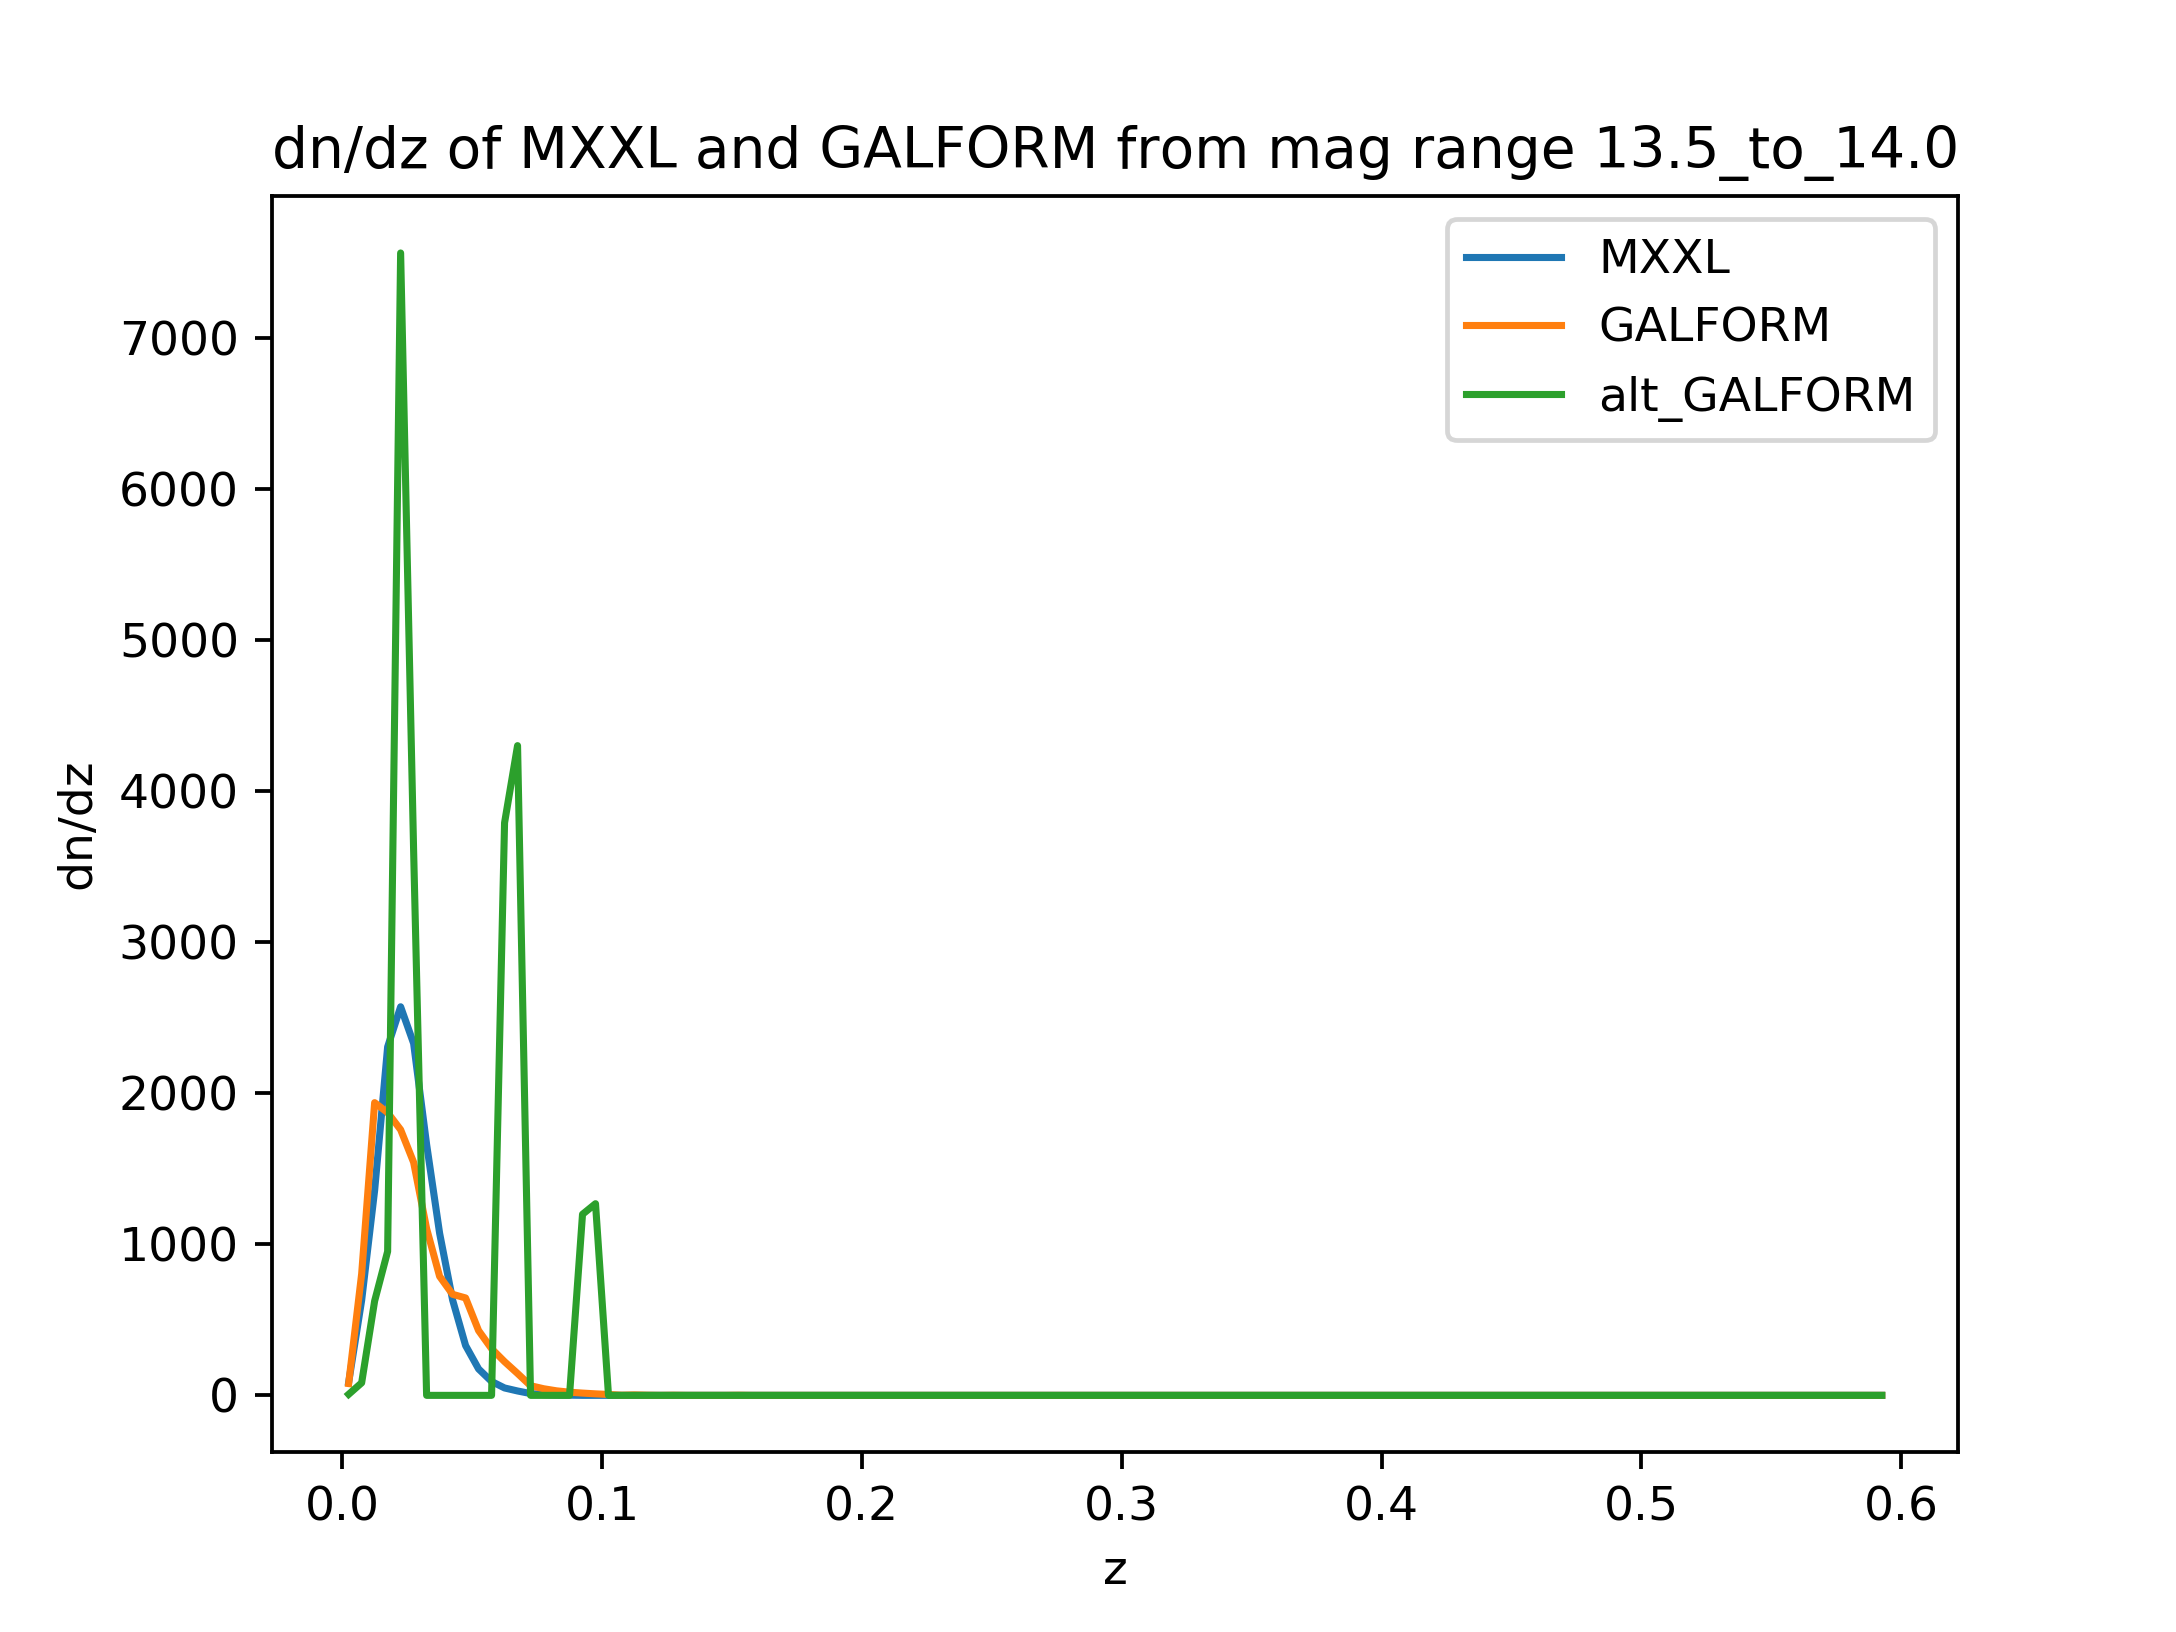 dn/dz of MXXL and GALFORM from mag range 13.5_to_14.0
MXXL
GALFORM
alt_GALFORM
7000
6000
5000
4000
3000
2000
1000
0
dn/dz
0.0 0.1 0.2 0.3 0.4 0.5 0.6
z